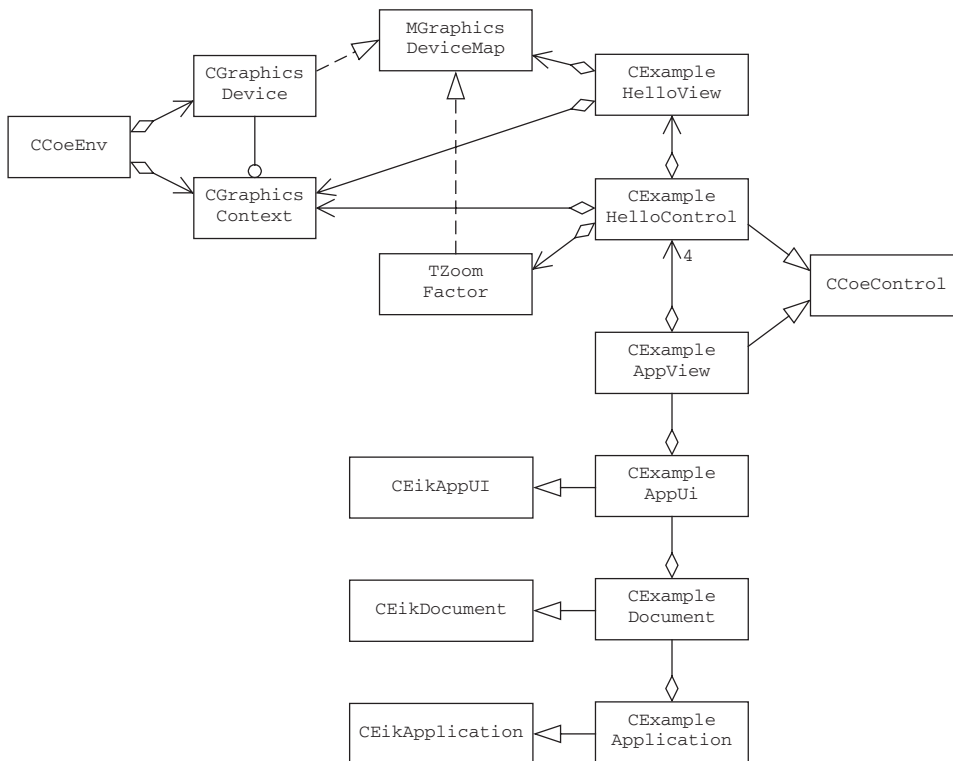 MGraphics
DeviceMap
CGraphics
Device
CExample
HelloView
CCoeEnv
CGraphics
Context
CExample
HelloControl
4
TZoom
Factor
CCoeControl
CExample
AppView
CEikAppUI
CExample
AppUi
CEikDocument
CExample
Document
CEikApplication
CExample
Application